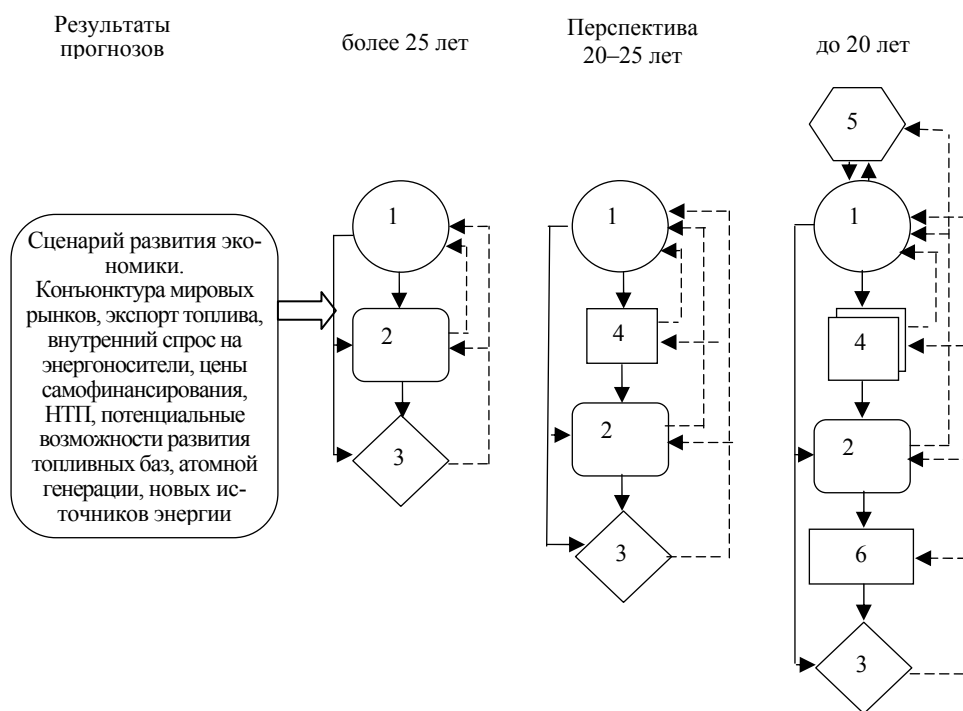 Результаты
прогнозов
более 25 лет
Перспектива
20–25 лет
до 20 лет
Сценарий развития эко-
номики.
Конъюнктура мировых
рынков, экспорт топлива,
внутренний спрос на
энергоносители, цены
самофинансирования,
НТП, потенциальные
возможности развития
топливных баз, атомной
генерации, новых ис-
точников энергии
1
2
3
1
4
2
3
5
1
4
2
6
3